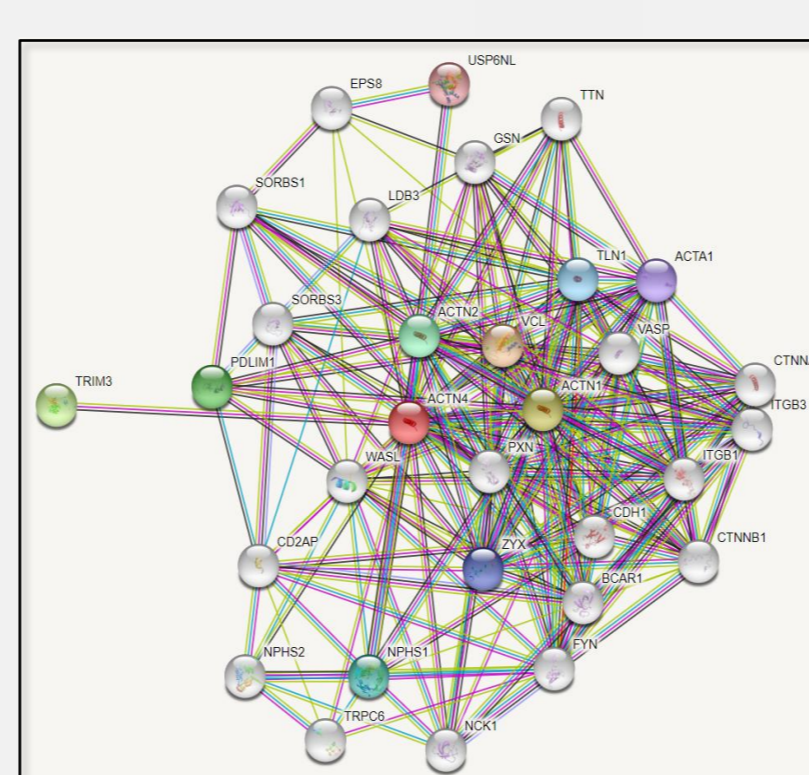 USP6NL
EPS8
TTN
GSN
SORBS1
LDB3
TLN1
ACTA1
SORBS3
ACTN2
VCL
VASP
PDLIM1
CTNNA
TRIM3
ACTN4
ACTN1
ITGB3
WASL
PXN
ITGB1
CDH1
CD2AP
ZYX
CTNNB1
BCAR1
NPHS2
NPHS1
FYN
TRPC6
NCK1